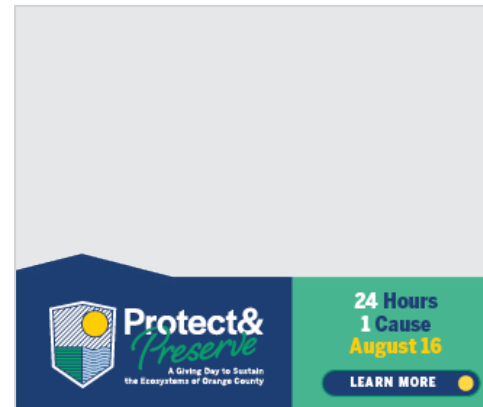 Protect&
Preserve
A Giving Day to Sustain
the Ecosystems of Orange County
24 Hours
1 Cause
August 16
LEARN MORE